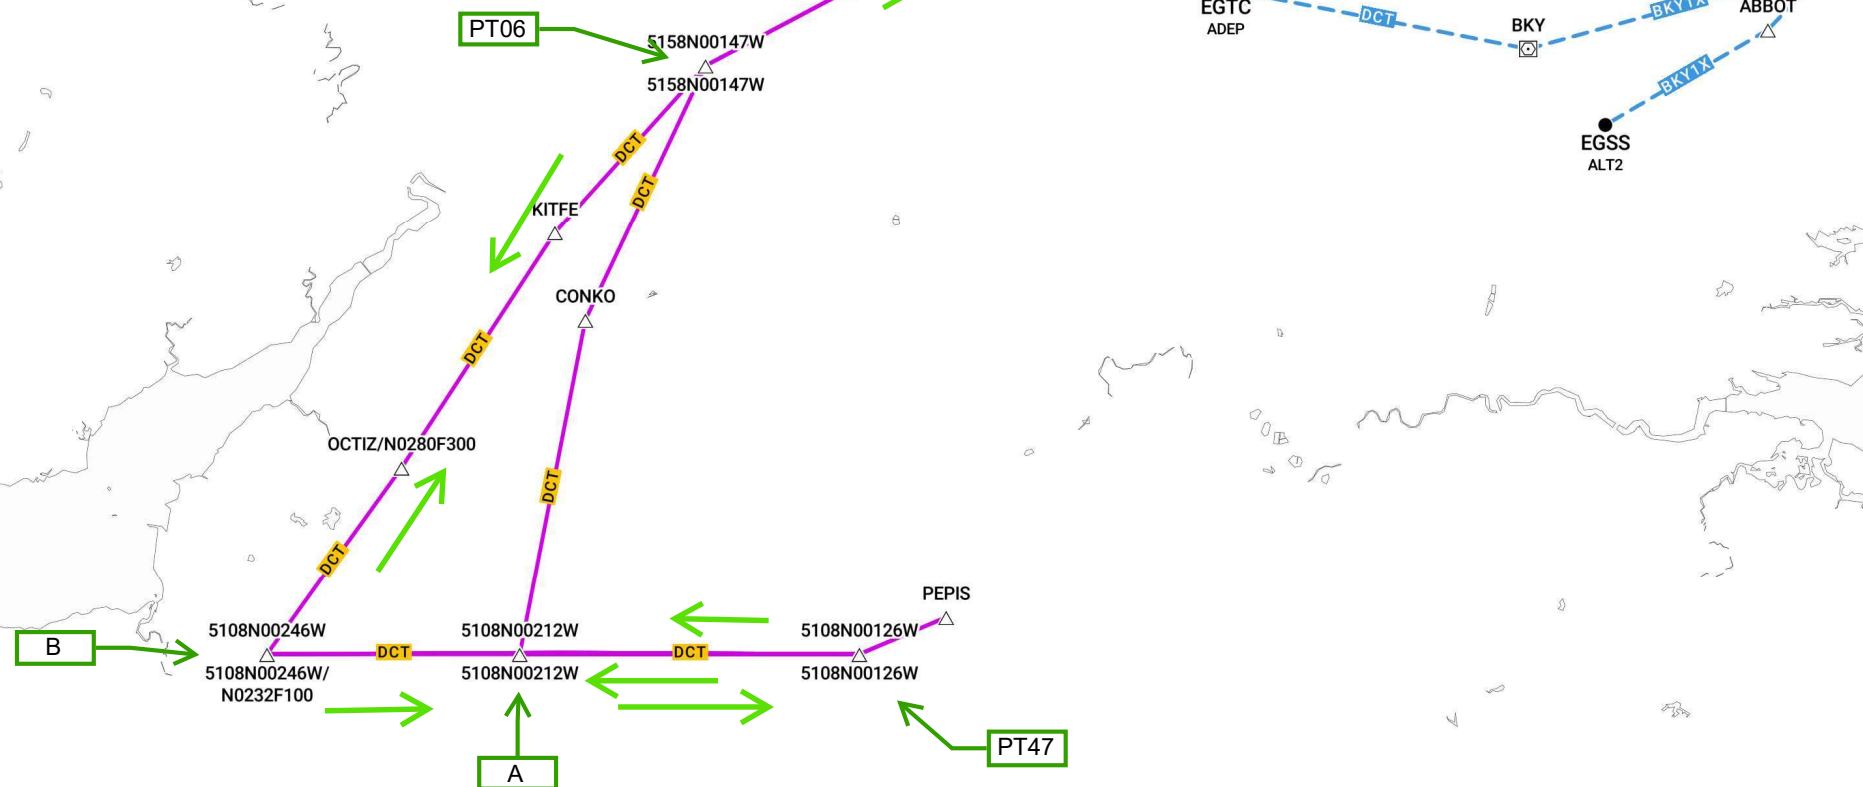 EGTC
ADEP
DCT
BKY
BKY1X
ABBOT
PT06
5158N00147W
5158N00147W
BKY1X
EGSS
ALT2
DCT
DCT
KITFE
CONKO
DCT
OCTIZ/N0280F300
DCT
DCT
PEPIS
5108N00246W
5108N00212W
5108N00126W
B
DCT
DCT
5108N00246W/
N0232F100
5108N00212W
5108N00126W
PT47
A